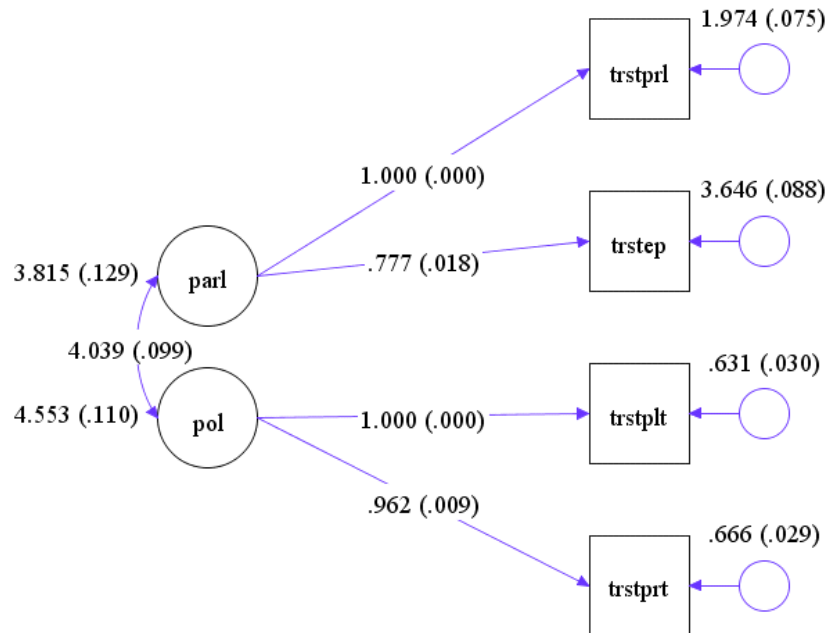 1.974 (.075)
trstprl
1.000 (.000)
3.646 (.088)
trstep
.777 (.018)
3.815 (.129)
parl
4.039 (.099)
.631 (.030)
trstplt
4.553 (.110)
pol
1.000 (.000)
.962 (.009)
.666 (.029)
trstprt